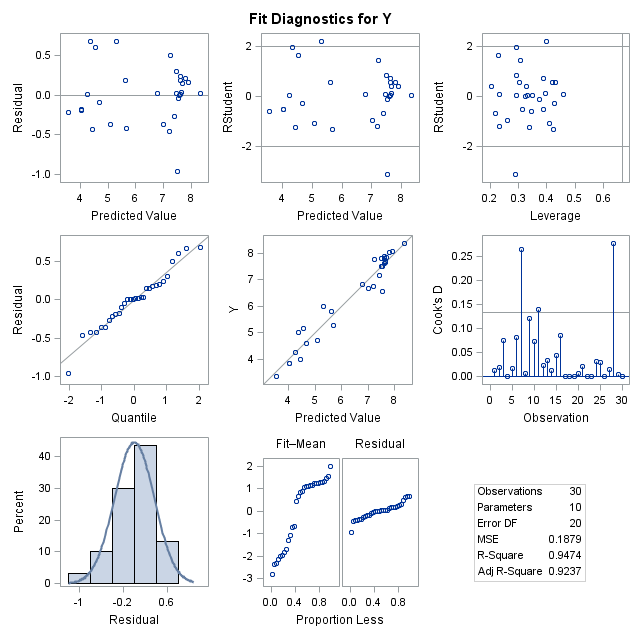 Fit Diagnostics for Y
Residual
0.5
0.0
-0.5
-1.0
4 5 6 7 8
Predicted Value
RStudent
2
0
-2
4 5 6 7 8
Predicted Value
RStudent
2
0
-2
0.2 0.3 0.4 0.5 0.6
Leverage
Residual
0.5
0.0
-0.5
-1.0
-2 -1 0 1 2
Quantile
Y
8
7
6
5
4
4 5 6 7 8
Predicted Value
Cook's D
0.25
0.20
0.15
0.10
0.05
0.00
0 5 10 15 20 25 30
Observation
Percent
40
30
20
10
0
-1 -0.2 0.6
Residual
Fit–Mean Residual
2
1
0
-1
-2
-3
0.0 0.4 0.8 0.0 0.4 0.8
Proportion Less
Observations 30
Parameters 10
Error DF 20
MSE 0.1879
R-Square 0.9474
Adj R-Square 0.9237